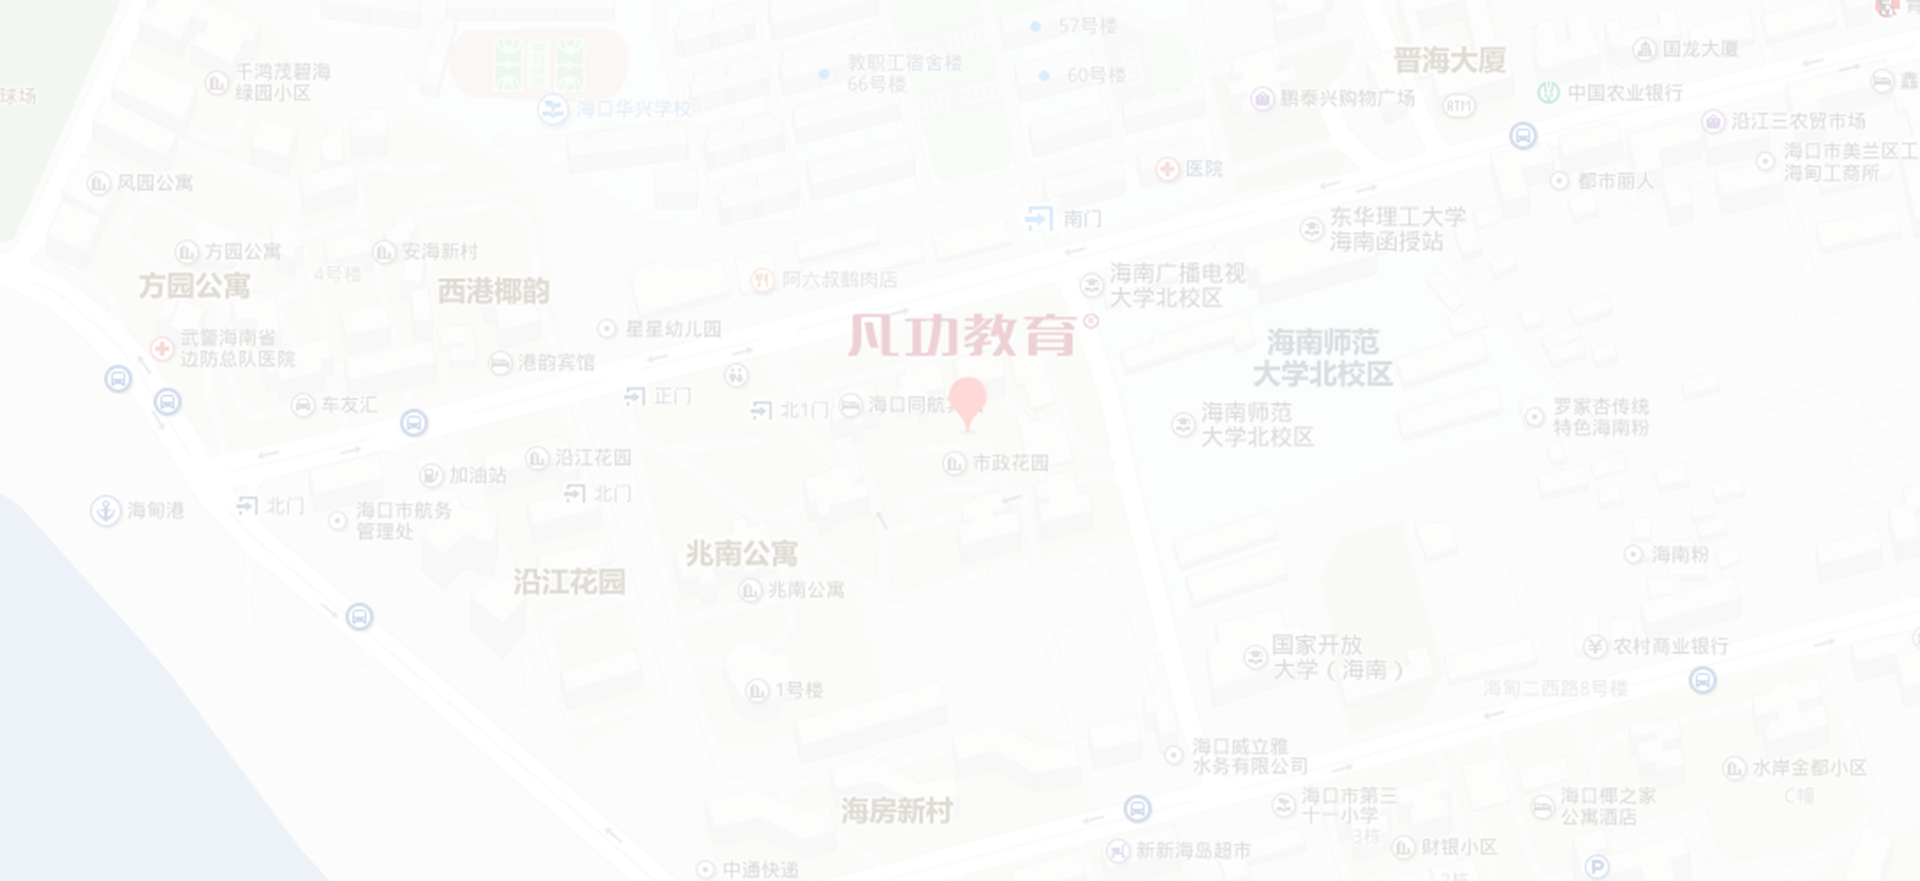 57号楼
教职工宿舍楼
66号楼
60号楼
晋海大厦
国龙大厦
千鸿茂碧海
绿园小区
球场
海口华兴学校
鹏泰兴购物广场
ATM
中国农业银行
鑫
沿江三农贸市场
海口市美兰区工
海甸工商所
医院
都市丽人
风园公寓
南门
东华理工大学
海南函授站
方园公寓
安海新村
4号楼
方园公寓
西港椰韵
阿六叔鹅肉店
海南广播电视
大学北校区
星星幼儿园
凡功教育
海南师范
大学北校区
武警海南省
边防总队医院
港韵宾馆
正门
北1门
海口同航
车友汇
海南师范
大学北校区
罗家杏传统
特色海南粉
沿江花园
市政花园
加油站
北门
海甸港
北门
海口市航务
管理处
兆南公寓
海南粉
沿江花园
兆南公寓
国家开放
大学（海南）
农村商业银行
1号楼
海甸二西路8号楼
海口威立雅
水务有限公司
水岸金都小区
C幢
海房新村
海口市第三
十一小学
3栋
海口椰之家
公寓酒店
新新海岛超市
财银小区
P
中通快递
2栋